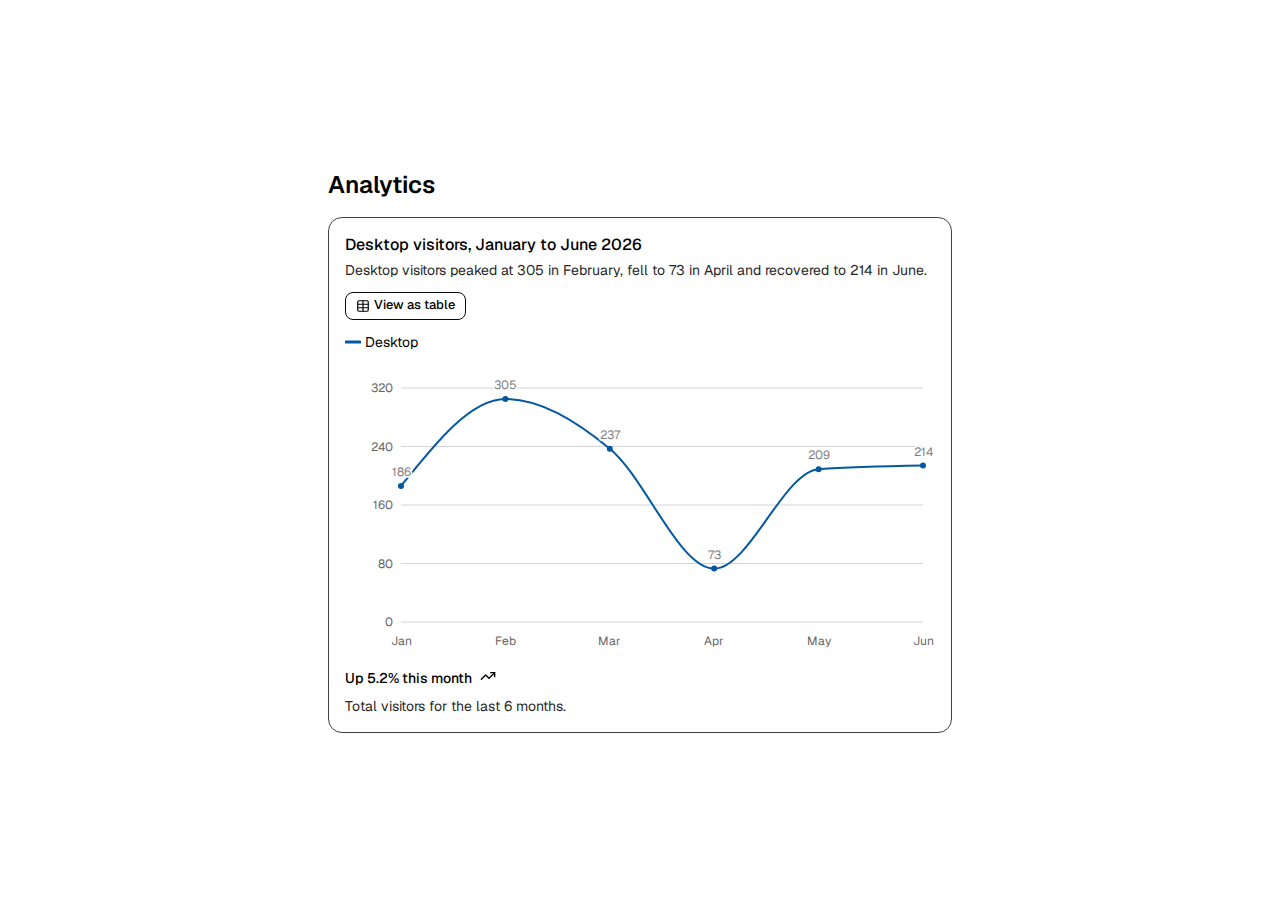 Analytics
Desktop visitors, January to June 2026
Desktop visitors peaked at 305 in February, fell to 73 in April and recovered to 214 in June.
View as table
Desktop
320
305
240
237
186
209
214
160
73
80
0
Jan Feb Mar Apr May Jun
Up 5.2% this month
Total visitors for the last 6 months.